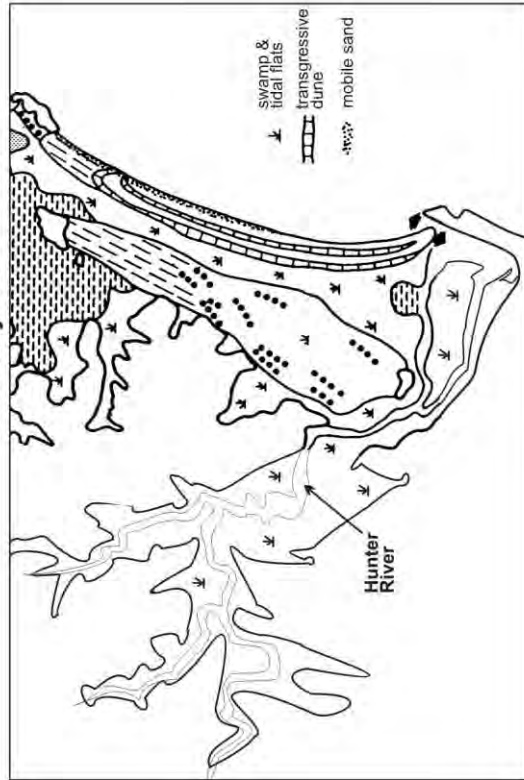 swamp &
tidal flats
transgressive
dune
mobile sand
Hunter
River